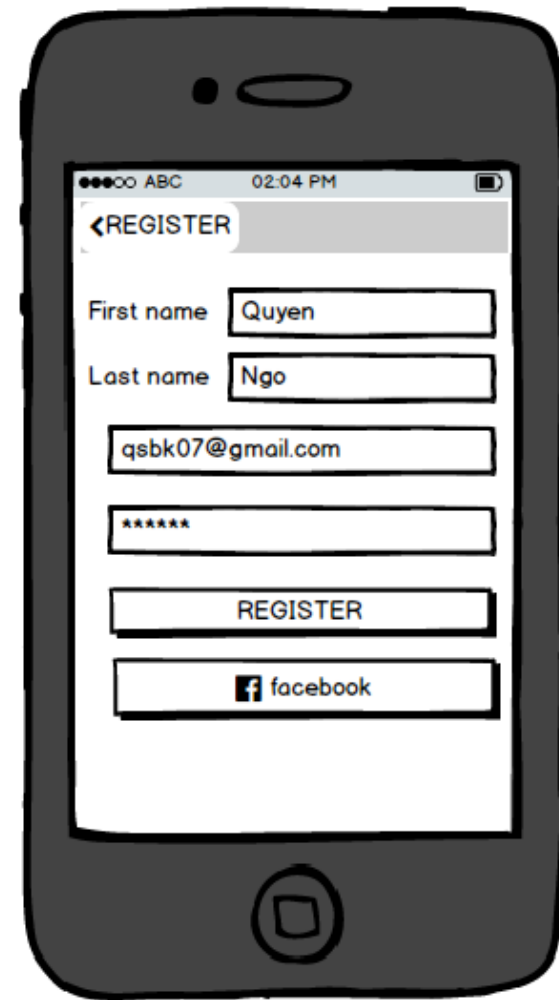 ABC 02:04 PM
<REGISTER
First name Quyen
Last name Ngo
qsbk07@gmail.com
******
REGISTER
facebook